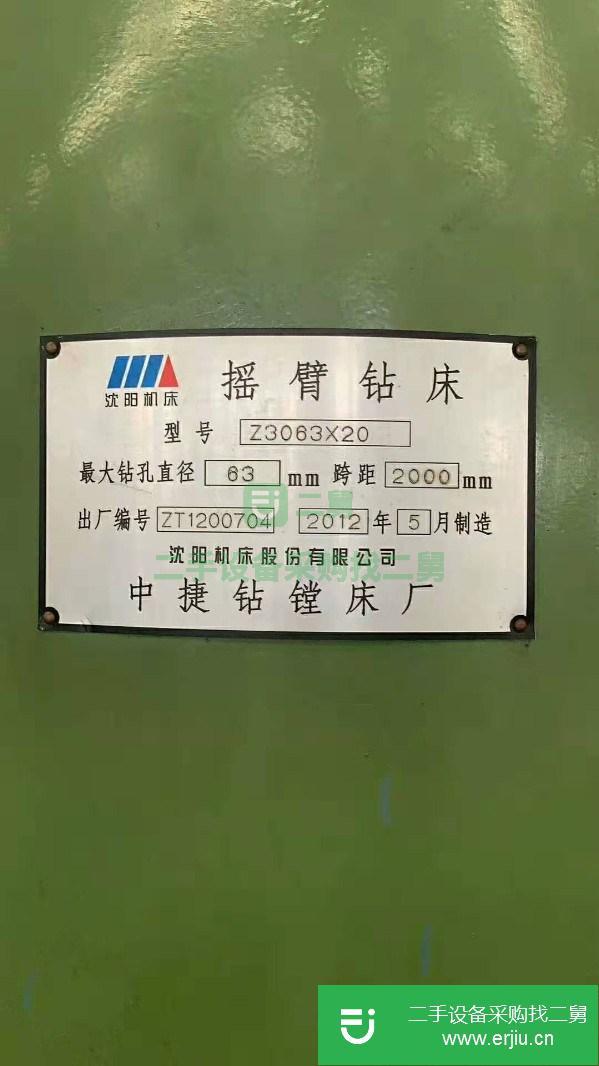 沈阳机床
摇臂钻床
型号 Z3063X20
最大钻孔直径 63 mm 跨距 2000 mm
出厂编号 ZT1200704 2012 年 5 月制造
沈阳机床股份有限公司
中捷钻镗床厂
二舅
二手设备采购找二舅
二手设备采购找二舅
www.erjiu.cn